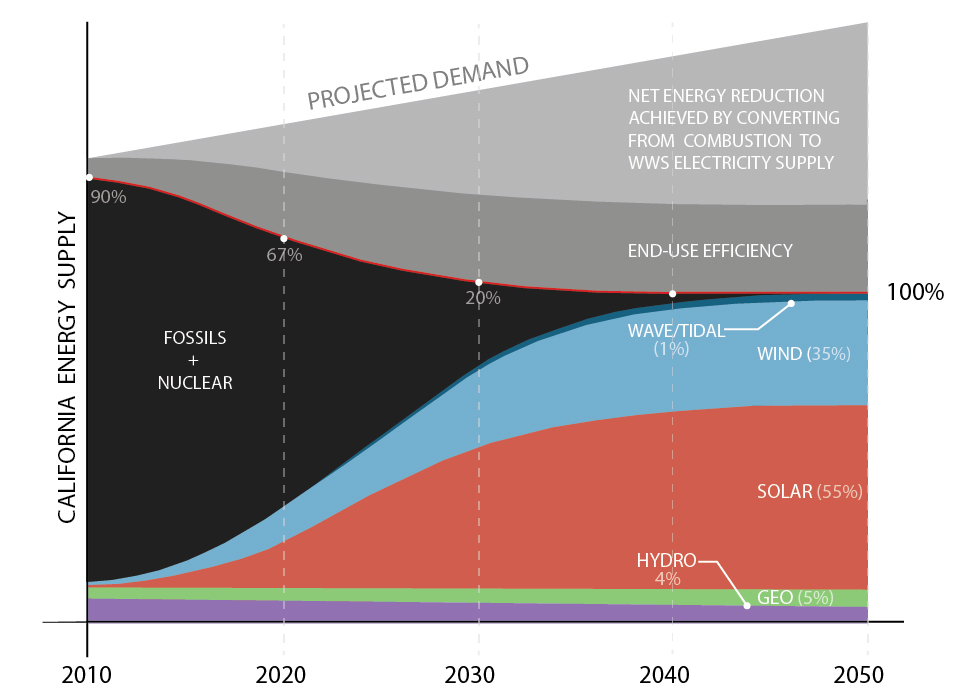 PROJECTED DEMAND
NET ENERGY REDUCTION
ACHIEVED BY CONVERTING
FROM COMBUSTION TO
WWS ELECTRICITY SUPPLY
90%
CALIFORNIA ENERGY SUPPLY
67%
END-USE EFFICIENCY
20%
100%
FOSSILS
+
NUCLEAR
WAVE/TIDAL
(1%)
WIND (35%)
SOLAR (55%)
HYDRO
4%
GEO (5%)
2010 2020 2030 2040 2050